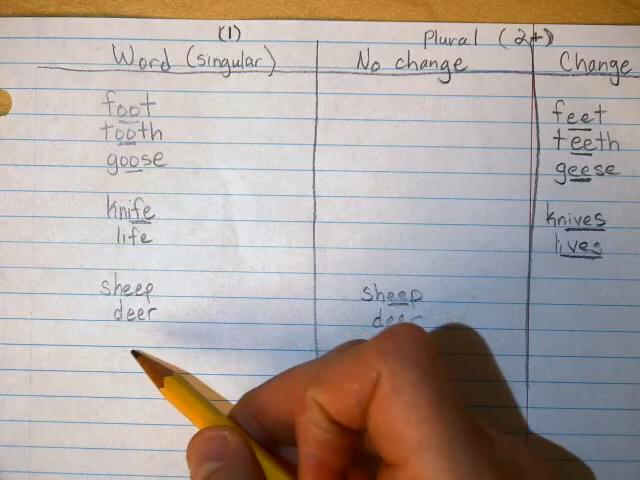 (1) Plural (2+)
Word (singular) No change Change
foot feet
tooth teeth
goose geese
knife knives
life lives
sheep sheep
deer deer